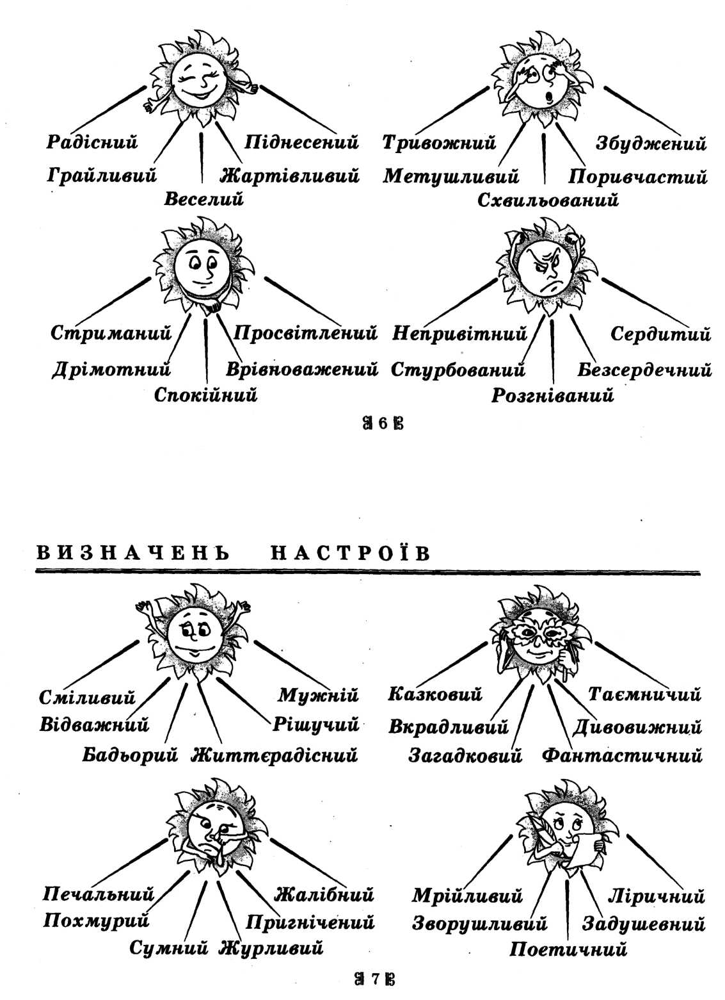 Радісний Піднесений Тривожний Збуджений
Грайливий Жартівливий Метушливий Поривчастий
Веселий Схвильований
Стриманий Просвітлений Непривітний Сердитий
Дрімотний Врівноважений Стурбований Безсердечний
Спокійний Розгніваний
6
ВИЗНАЧЕНЬ НАСТРОЇВ
Сміливий Мужній Казковий Таємничий
Відважний Рішучий Вкрадливий Дивовижний
Бадьорий Життєрадісний Загадковий Фантастичний
Печальний Жалібний Мрійливий Ліричний
Похмурий Пригнічений Зворушливий Задушевний
Сумний Журливий Поетичний
7